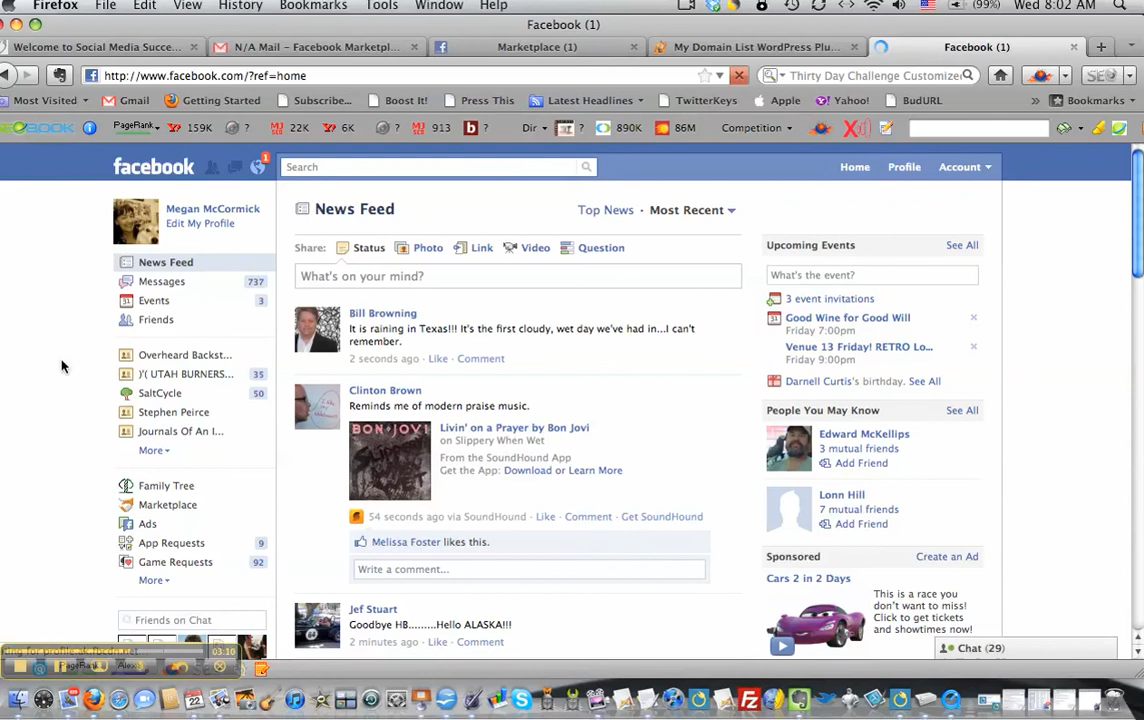 Firefox File Edit View History Bookmarks Tools Window Help (99%) Wed 8:02 AM
Facebook (1)
Welcome to Social Media Succe... N/A Mail – Facebook Marketpl... Marketplace (1) My Domain List WordPress Plu... Facebook (1)
http://www.facebook.com/?ref=home Thirty Day Challenge Customize
Most Visited Gmail Getting Started Subscribe... Boost It! Press This Latest Headlines TwitterKeys Apple Yahoo! BudURL » Bookmarks
PageRank 159K ? 22K 6K ? 913 ? Dir ? 890K 86M Competition
facebook 1 Search Home Profile Account
Megan McCormick
Edit My Profile
News Feed
Messages 737
Events 3
Friends
Overheard Backst...
)'( UTAH BURNERS... 35
SaltCycle 50
Stephen Peirce
Journals Of An I...
More
Family Tree
Marketplace
Ads
App Requests 9
Game Requests 92
More
Friends on Chat
News Feed Top News · Most Recent
Share: Status Photo Link Video Question
What's on your mind?
Bill Browning
It is raining in Texas!!! It's the first cloudy, wet day we've had in...I can't
remember.
2 seconds ago · Like · Comment
Clinton Brown
Reminds me of modern praise music.
BON JOVI
Livin' on a Prayer by Bon Jovi
on Slippery When Wet
From the SoundHound App
Get the App: Download or Learn More
54 seconds ago via SoundHound · Like · Comment · Get SoundHound
Melissa Foster likes this.
Write a comment...
Jef Stuart
Goodbye HB.........Hello ALASKA!!!
2 minutes ago · Like · Comment
Upcoming Events See All
What's the event?
3 event invitations
Good Wine for Good Will
Friday 7:00pm
Venue 13 Friday! RETRO Lo...
Friday 9:00pm
Darnell Curtis's birthday. See All
People You May Know See All
Edward McKellips
3 mutual friends
Add Friend
Lonn Hill
7 mutual friends
Add Friend
Sponsored Create an Ad
Cars 2 in 2 Days
This is a race you
don't want to miss!
Click to get tickets
and showtimes now!
Chat (29)
03:10
PageRank Alexa